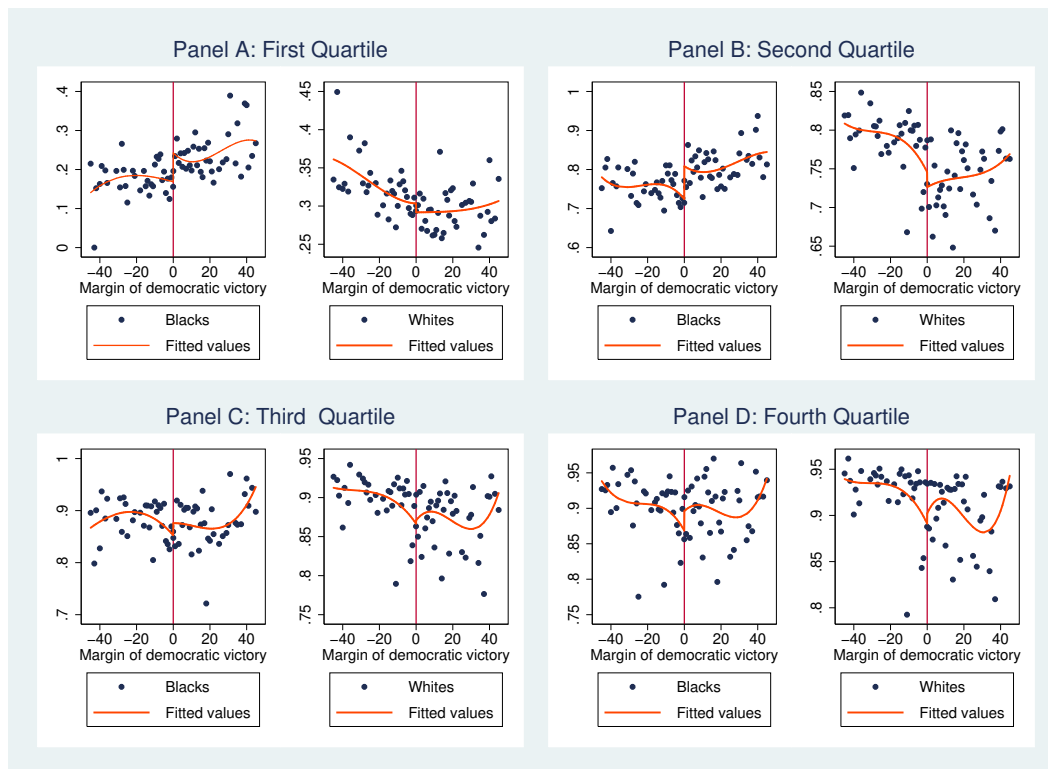 Panel A: First Quartile
.4
.3
.2
.1
0
−40 −20 0 20 40
Margin of democratic victory
Blacks
Fitted values
.45
.4
.35
.3
.25
−40 −20 0 20 40
Margin of democratic victory
Whites
Fitted values
Panel B: Second Quartile
1
.9
.8
.7
.6
−40 −20 0 20 40
Margin of democratic victory
Blacks
Fitted values
.85
.8
.75
.7
.65
−40 −20 0 20 40
Margin of democratic victory
Whites
Fitted values
Panel C: Third  Quartile
1
.9
.8
.7
−40 −20 0 20 40
Margin of democratic victory
Blacks
Fitted values
.95
.9
.85
.8
.75
−40 −20 0 20 40
Margin of democratic victory
Whites
Fitted values
Panel D: Fourth Quartile
.95
.9
.85
.8
.75
−40 −20 0 20 40
Margin of democratic victory
Blacks
Fitted values
.95
.9
.85
.8
−40 −20 0 20 40
Margin of democratic victory
Whites
Fitted values